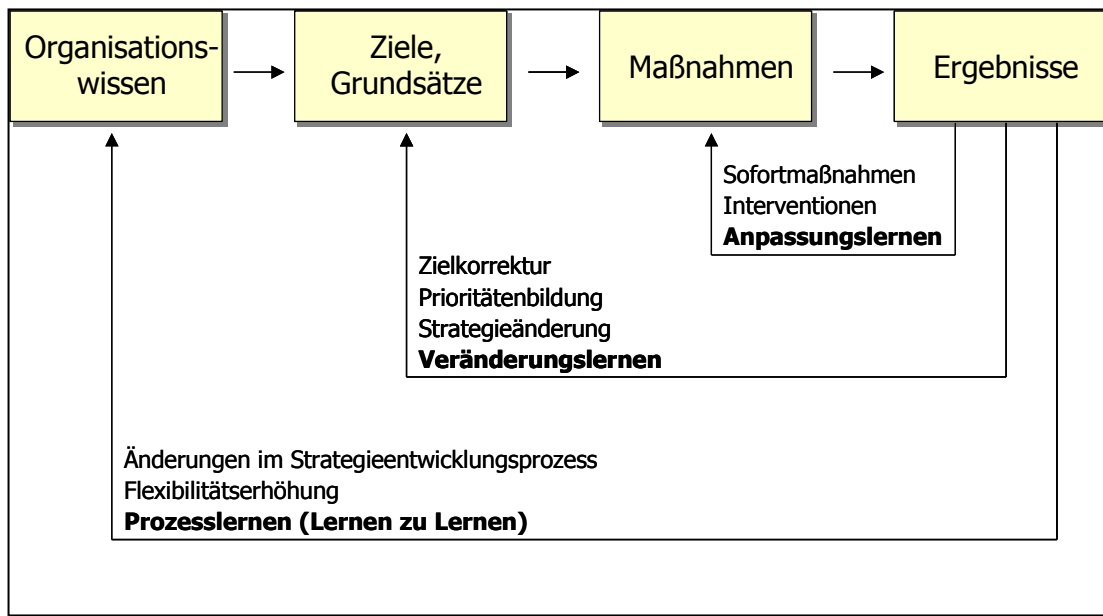 Organisations-
wissen
Ziele,
Grundsätze
Maßnahmen
Ergebnisse
Sofortmaßnahmen
Interventionen
Anpassungslernen
Zielkorrektur
Prioritätenbildung
Strategieänderung
Veränderungslernen
Änderungen im Strategieentwicklungsprozess
Flexibilitätserhöhung
Prozesslernen (Lernen zu Lernen)